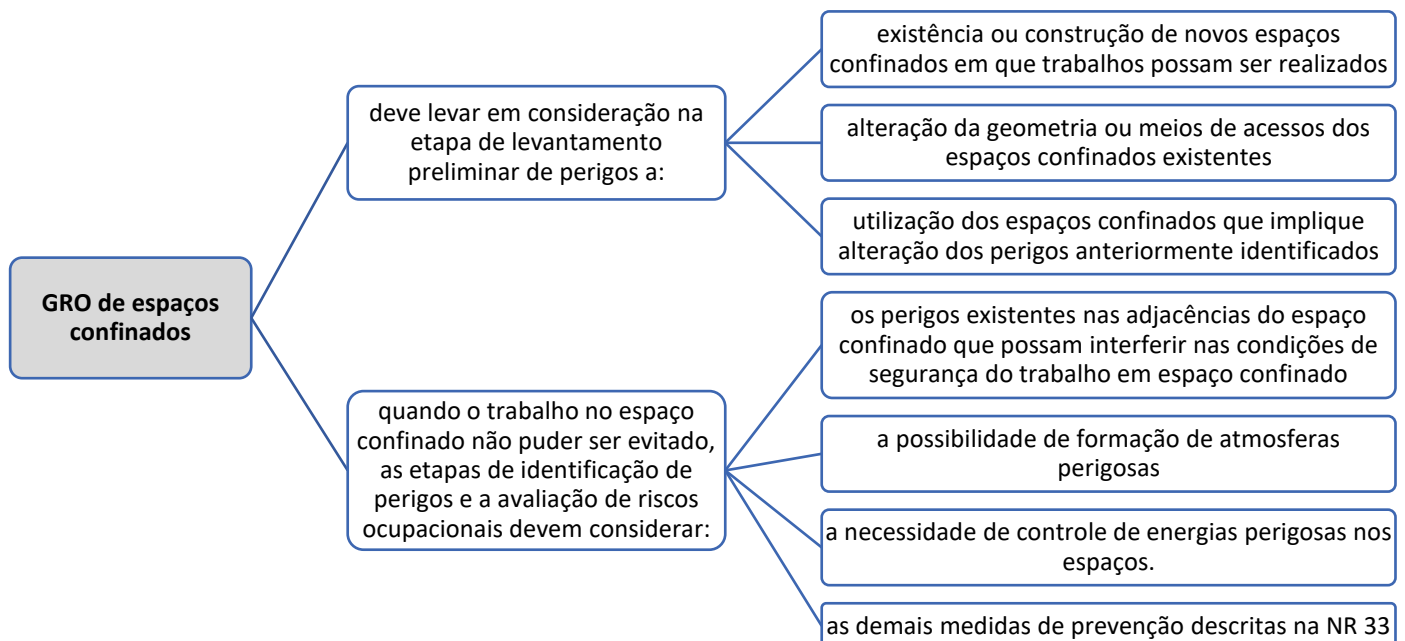 GRO de espaços
confinados
deve levar em consideração na
etapa de levantamento
preliminar de perigos a:
existência ou construção de novos espaços
confinados em que trabalhos possam ser realizados
alteração da geometria ou meios de acessos dos
espaços confinados existentes
utilização dos espaços confinados que implique
alteração dos perigos anteriormente identificados
quando o trabalho no espaço
confinado não puder ser evitado,
as etapas de identificação de
perigos e a avaliação de riscos
ocupacionais devem considerar:
os perigos existentes nas adjacências do espaço
confinado que possam interferir nas condições de
segurança do trabalho em espaço confinado
a possibilidade de formação de atmosferas
perigosas
a necessidade de controle de energias perigosas nos
espaços.
as demais medidas de prevenção descritas na NR 33